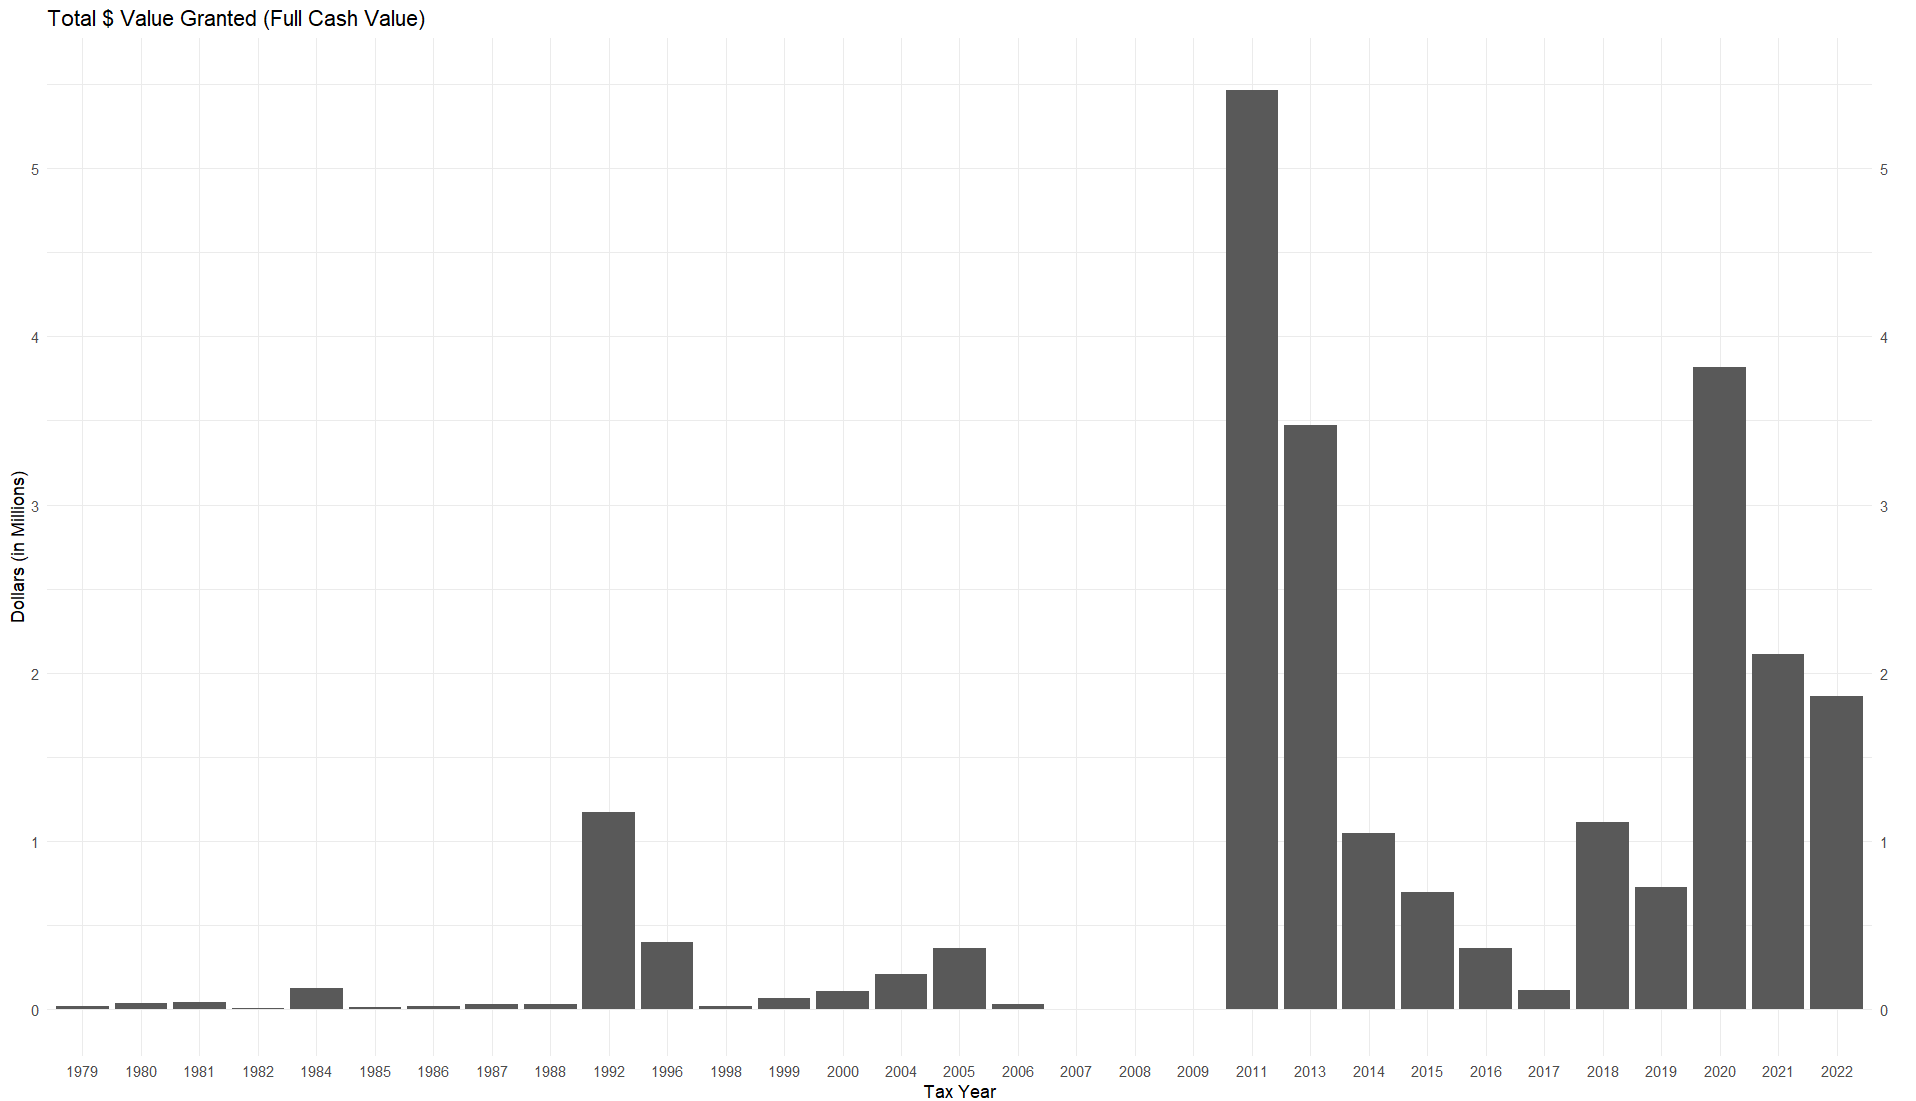 Total $ Value Granted (Full Cash Value)
5 5
4 4
3 3
2 2
1 1
0 0
Dollars (in Millions)
1979 1980 1981 1982 1984 1985 1986 1987 1988 1992 1996 1998 1999 2000 2004 2005 2006 2007 2008 2009 2011 2013 2014 2015 2016 2017 2018 2019 2020 2021 2022
Tax Year